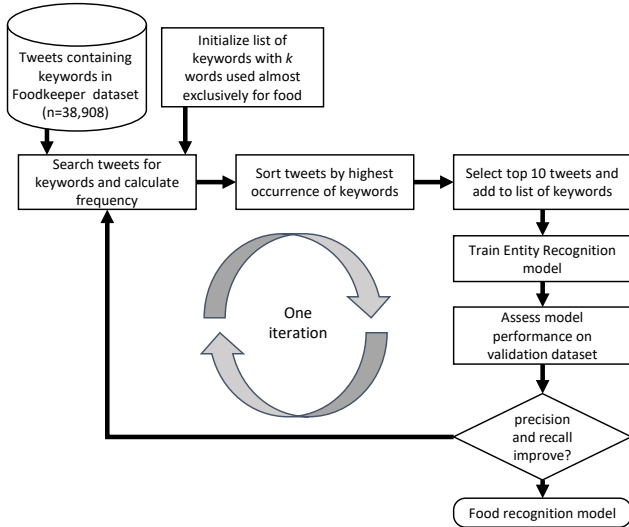 Tweets containing
keywords in
Foodkeeper dataset
(n=38,908)
Initialize list of
keywords with k
words used almost
exclusively for food
Search tweets for
keywords and calculate
frequency
Sort tweets by highest
occurrence of keywords
Select top 10 tweets and
add to list of keywords
Train Entity Recognition
model
One
iteration
Assess model
performance on
validation dataset
precision
and recall
improve?
Food recognition model